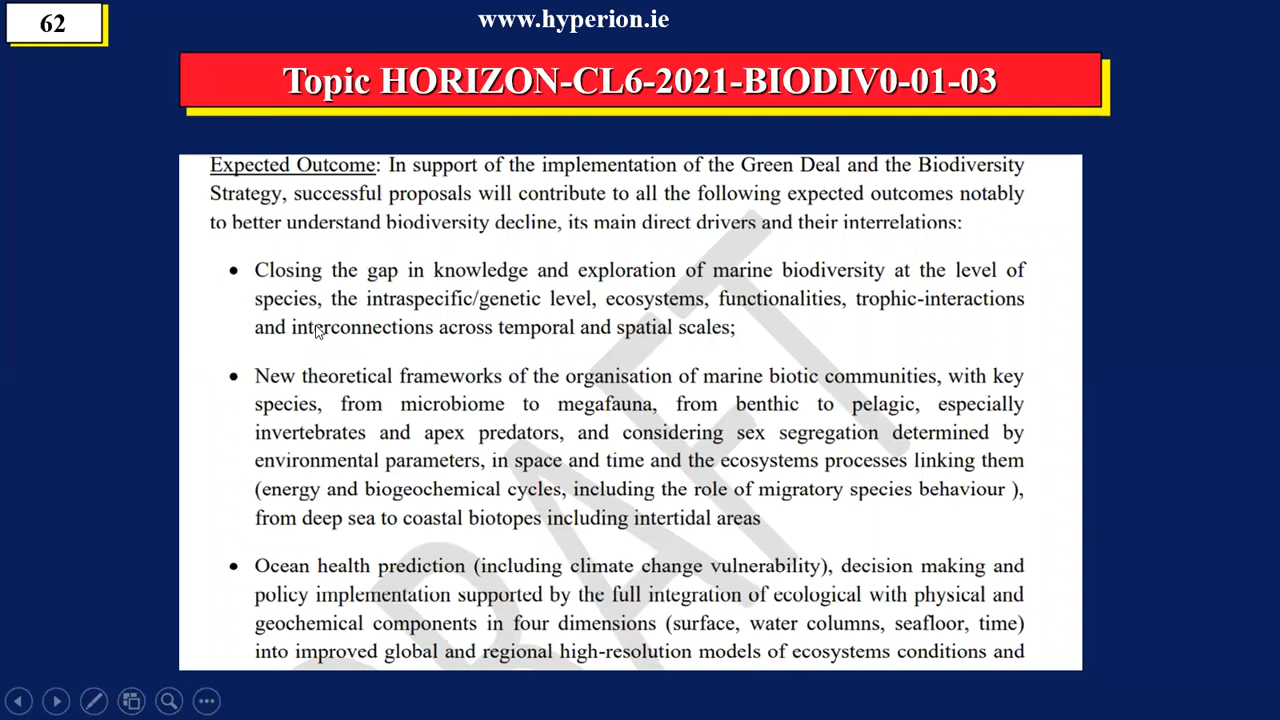 62
www.hyperion.ie
Topic HORIZON-CL6-2021-BIODIV0-01-03
Expected Outcome: In support of the implementation of the Green Deal and the Biodiversity
Strategy, successful proposals will contribute to all the following expected outcomes notably
to better understand biodiversity decline, its main direct drivers and their interrelations:
• Closing the gap in knowledge and exploration of marine biodiversity at the level of
species, the intraspecific/genetic level, ecosystems, functionalities, trophic-interactions
and interconnections across temporal and spatial scales;
• New theoretical frameworks of the organisation of marine biotic communities, with key
species, from microbiome to megafauna, from benthic to pelagic, especially
invertebrates and apex predators, and considering sex segregation determined by
environmental parameters, in space and time and the ecosystems processes linking them
(energy and biogeochemical cycles, including the role of migratory species behaviour ),
from deep sea to coastal biotopes including intertidal areas
• Ocean health prediction (including climate change vulnerability), decision making and
policy implementation supported by the full integration of ecological with physical and
geochemical components in four dimensions (surface, water columns, seafloor, time)
into improved global and regional high-resolution models of ecosystems conditions and
DRAFT